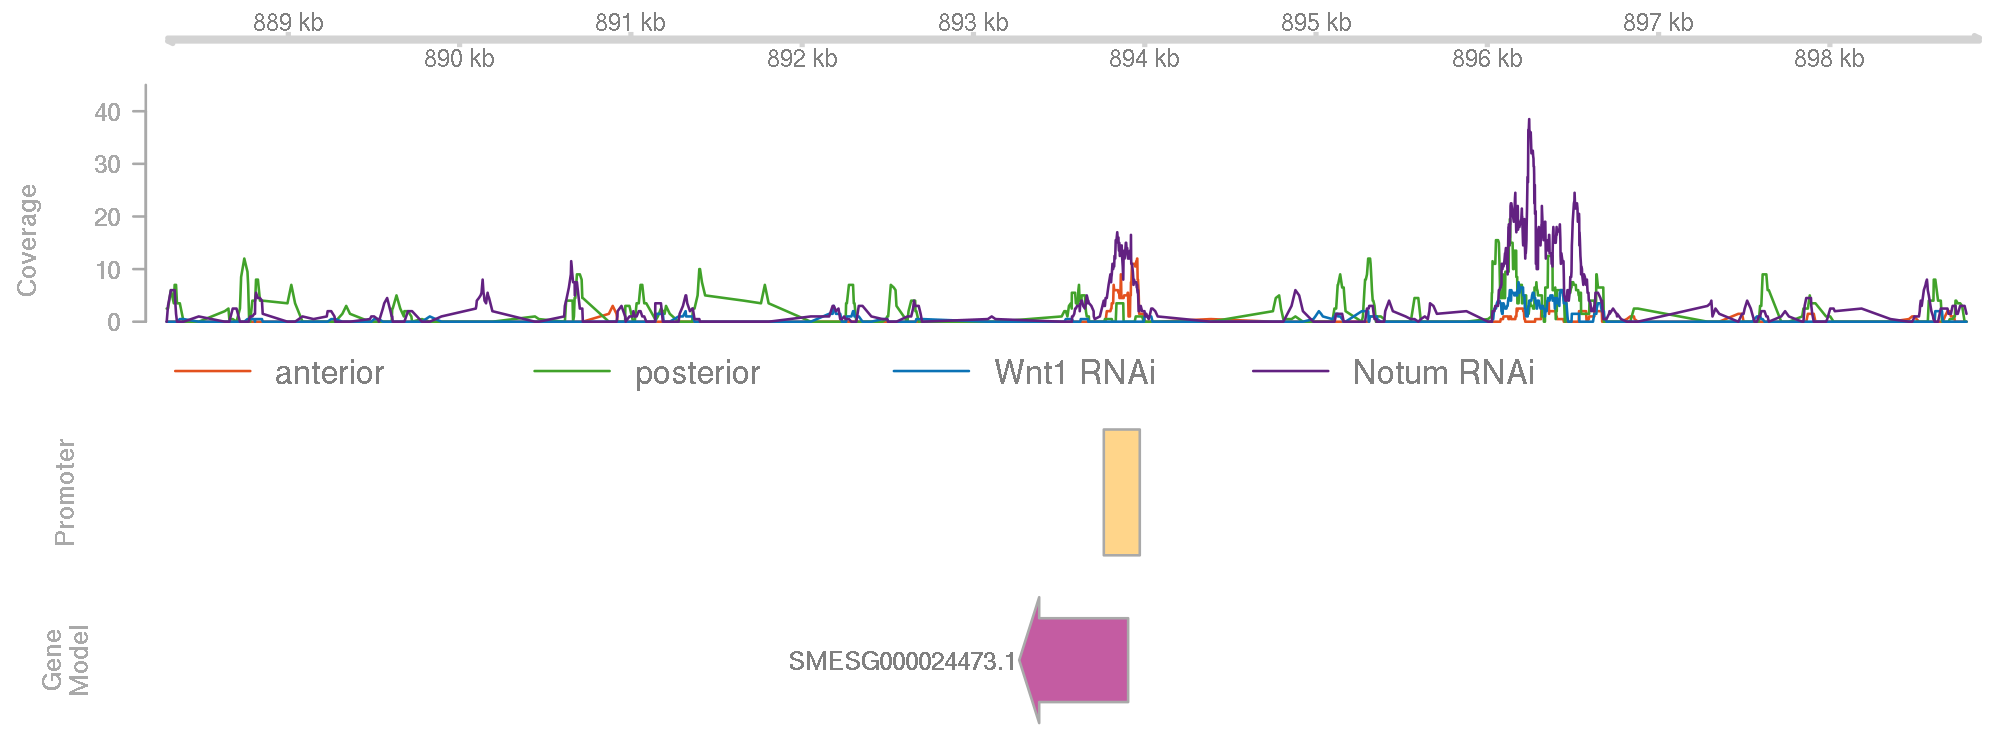 889 kb 891 kb 893 kb 895 kb 897 kb
890 kb 892 kb 894 kb 896 kb 898 kb
Coverage
40
30
20
10
0
anterior posterior Wnt1 RNAi Notum RNAi
Promoter
Gene
Model
SMESG000024473.1